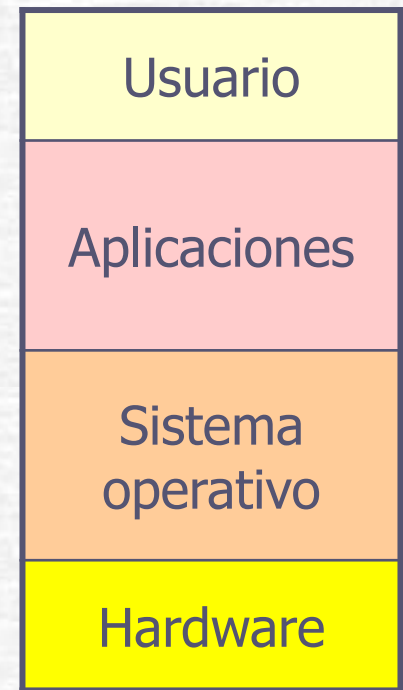 Usuario
Aplicaciones
Sistema
operativo
Hardware